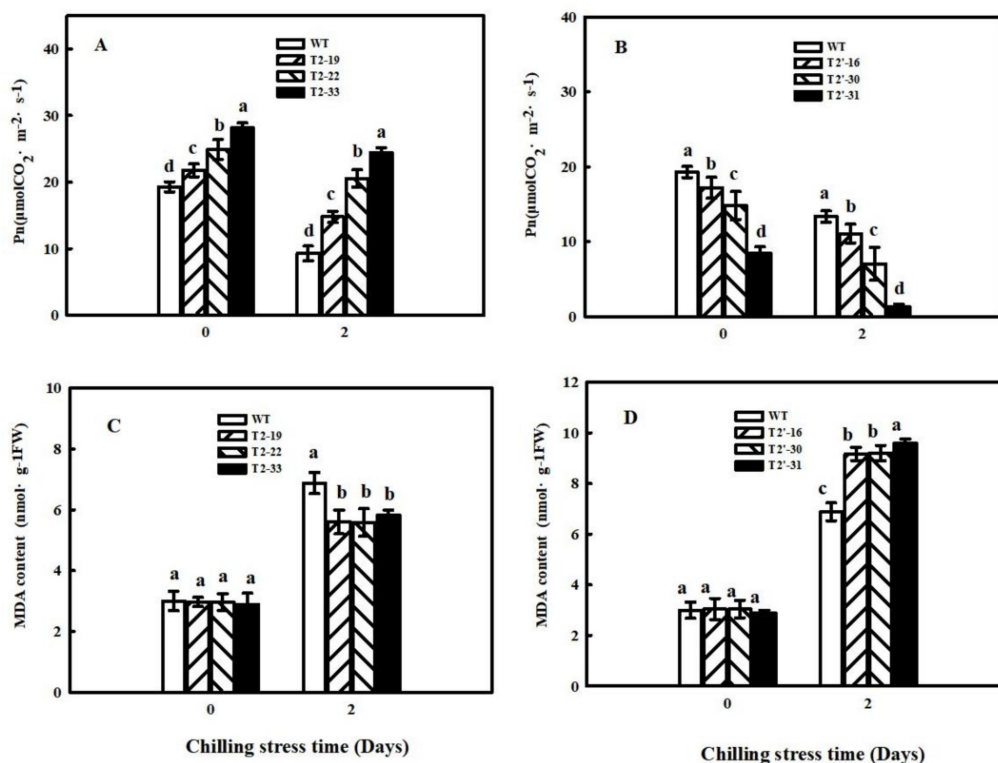 A
WT
T2-19
T2-22
T2-33
Pn(µmolCO2· m-2· s-1)
40
30
20
10
0
d
c
b
a
d
c
b
a
0
2
B
WT
T2'-16
T2'-30
T2'-31
Pn(µmolCO2· m-2· s-1)
40
30
20
10
0
a
b
c
d
a
b
c
d
0
2
C
WT
T2-19
T2-22
T2-33
MDA content (nmol· g-1FW)
10
8
6
4
2
0
a
a
a
a
a
b
b
b
0
2
Chilling stress time (Days)
D
WT
T2'-16
T2'-30
T2'-31
MDA content (nmol· g-1FW)
12
10
8
6
4
2
0
a
a
a
a
c
b
b
a
0
2
Chilling stress time (Days)